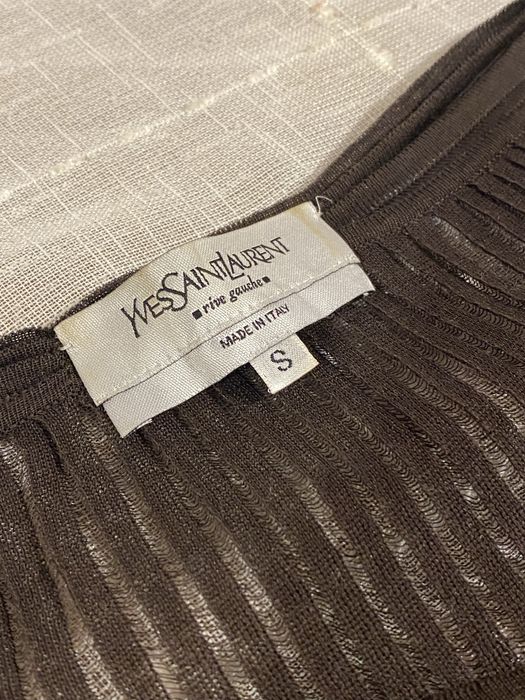 YVESSAINTLAURENT
rive gauche
MADE IN ITALY
S